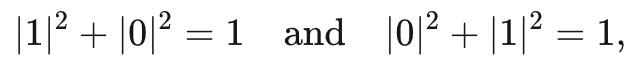 |1|² + |0|² = 1 and |0|² + |1|² = 1,